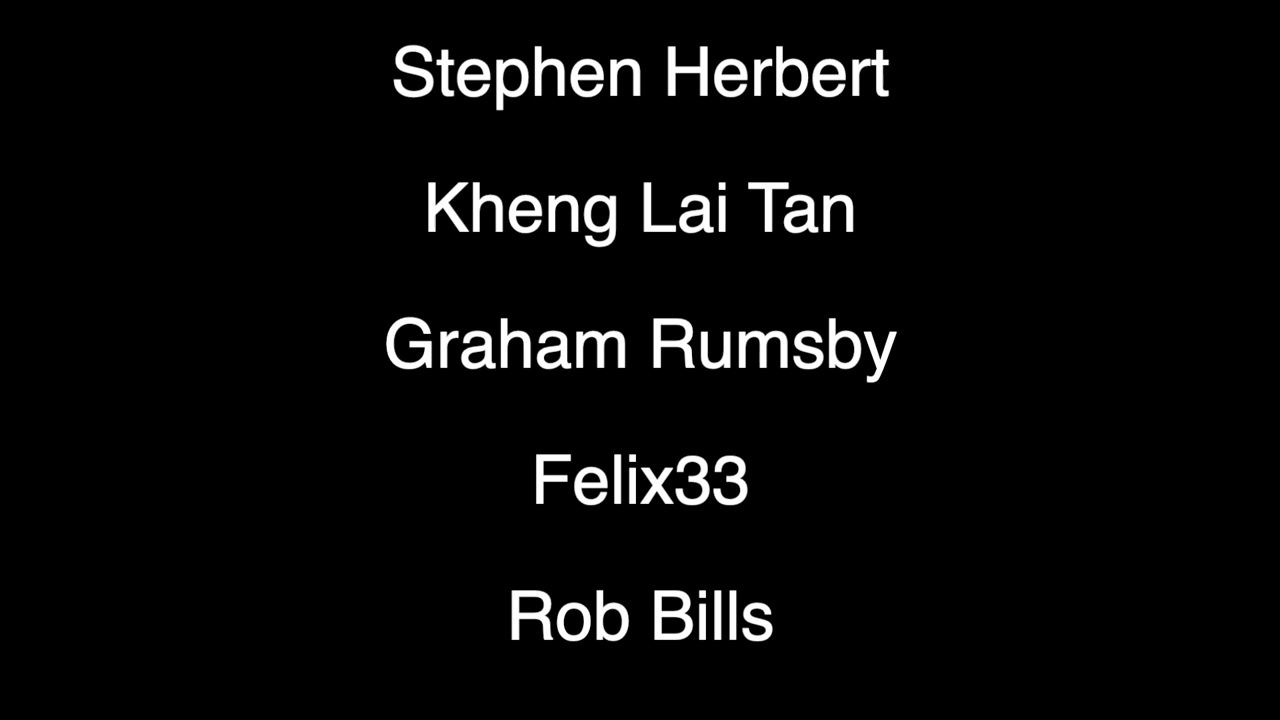 Stephen Herbert
Kheng Lai Tan
Graham Rumsby
Felix33
Rob Bills